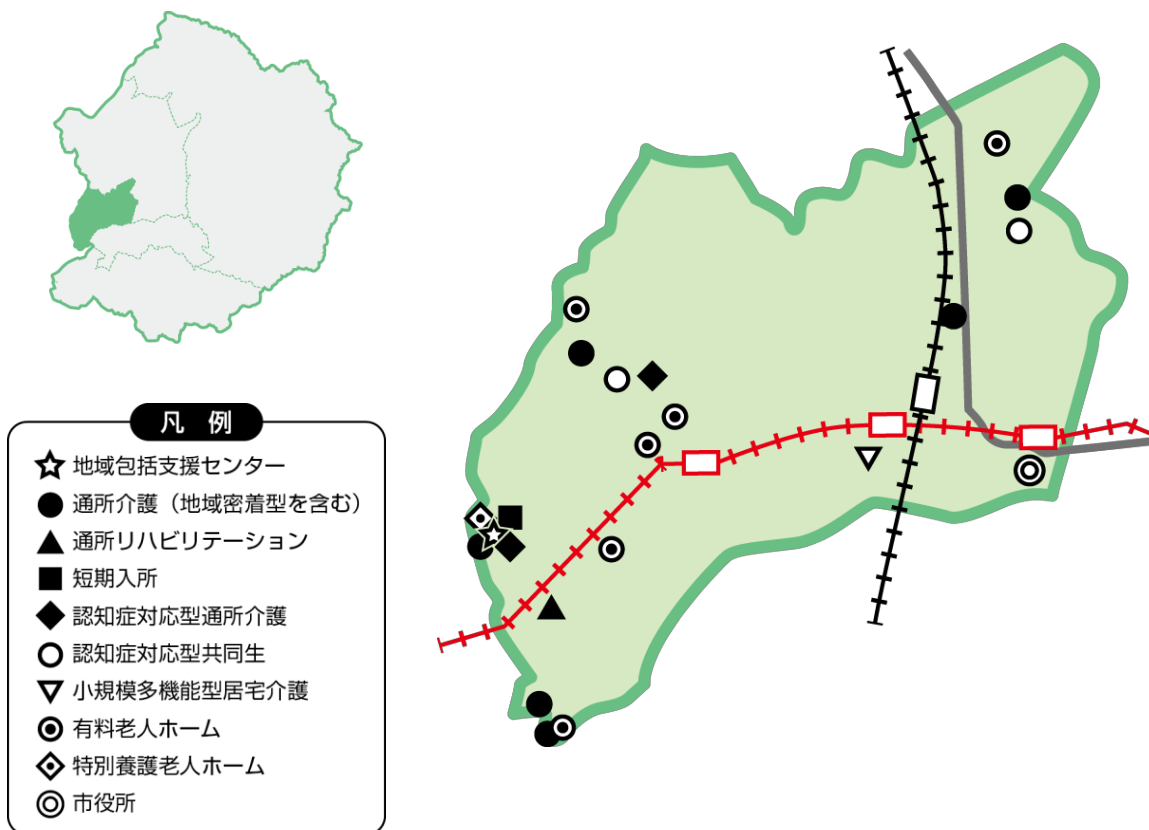 凡例
地域包括支援センター
通所介護（地域密着型を含む）
通所リハビリテーション
短期入所
認知症対応型通所介護
認知症対応型共同生
小規模多機能型居宅介護
有料老人ホーム
特別養護老人ホーム
市役所